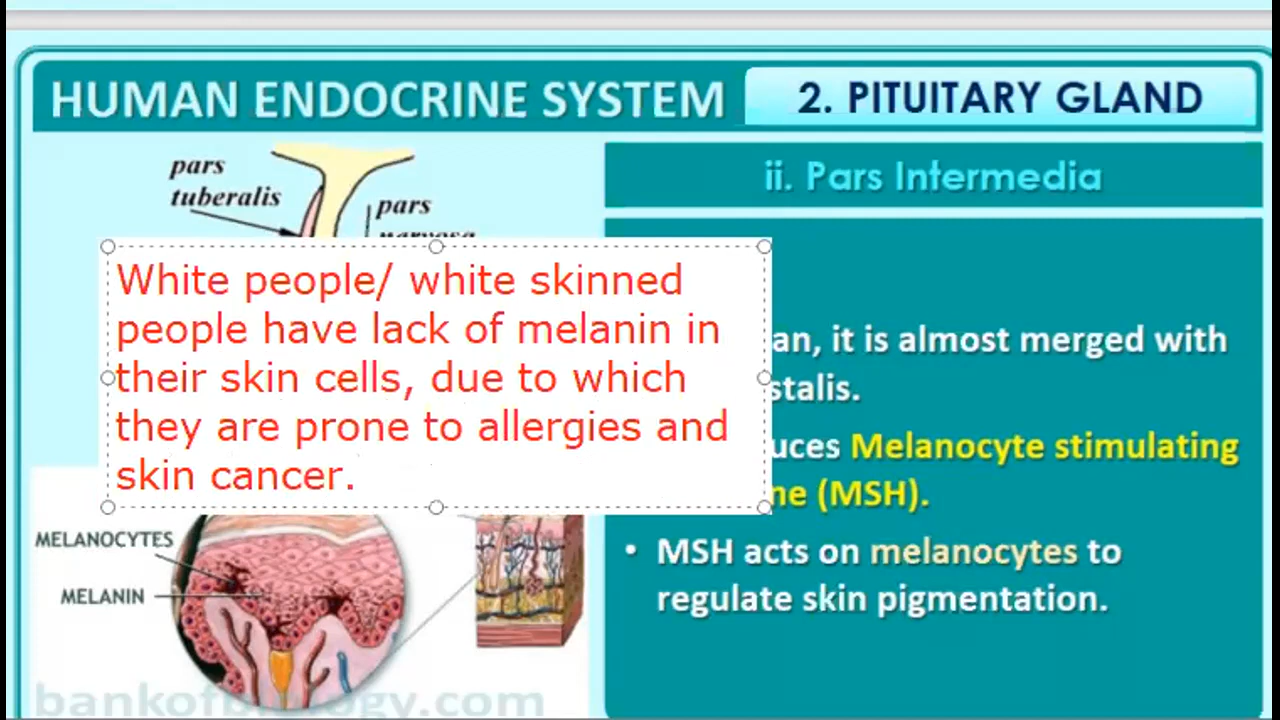 HUMAN ENDOCRINE SYSTEM
2. PITUITARY GLAND
pars
tuberalis
pars
nervosa
ii. Pars Intermedia
White people/ white skinned
people have lack of melanin in
their skin cells, due to which
they are prone to allergies and
skin cancer.
an, it is almost merged with
stalis.
uces Melanocyte stimulating
ne (MSH).
• MSH acts on melanocytes to
regulate skin pigmentation.
MELANOCYTES
MELANIN
bankofbiology.com